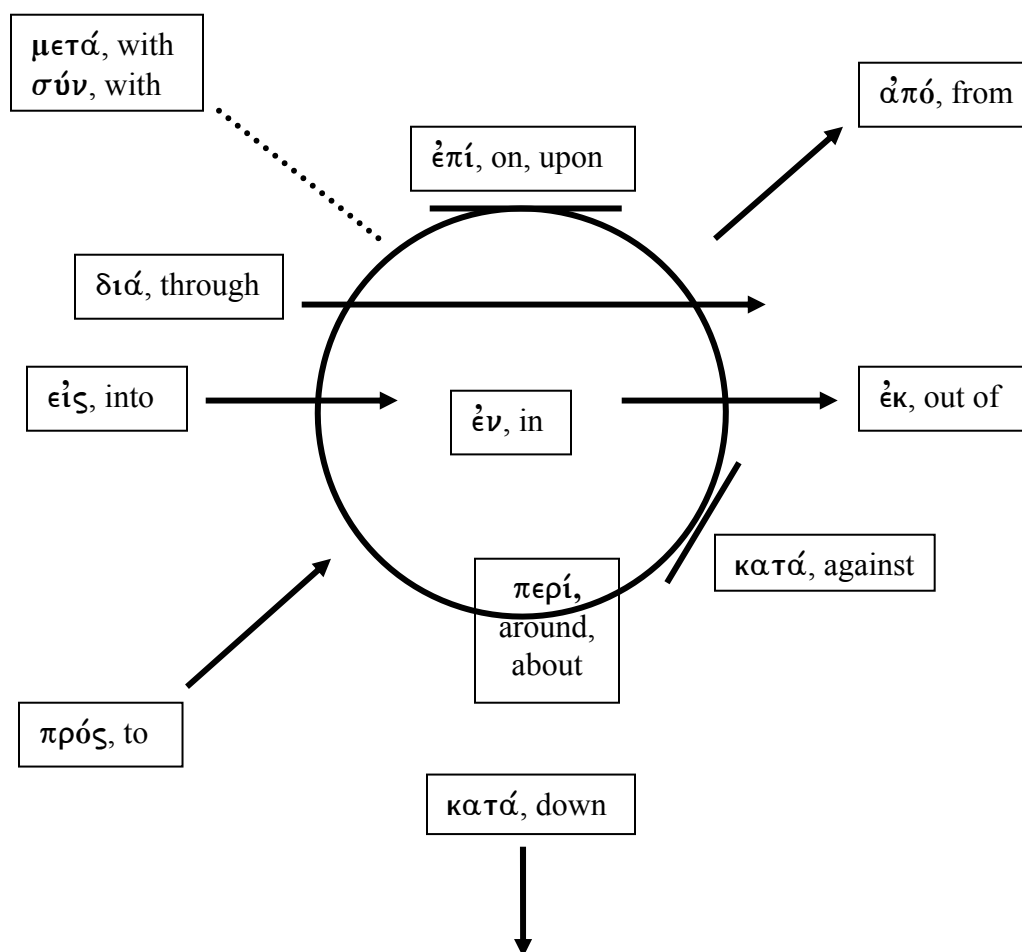 μετά, with
σύν, with
ἀπό, from
ἐπί, on, upon
διά, through
εἰς, into
ἐν, in
ἐκ, out of
κατά, against
περί,
around,
about
πρός, to
κατά, down